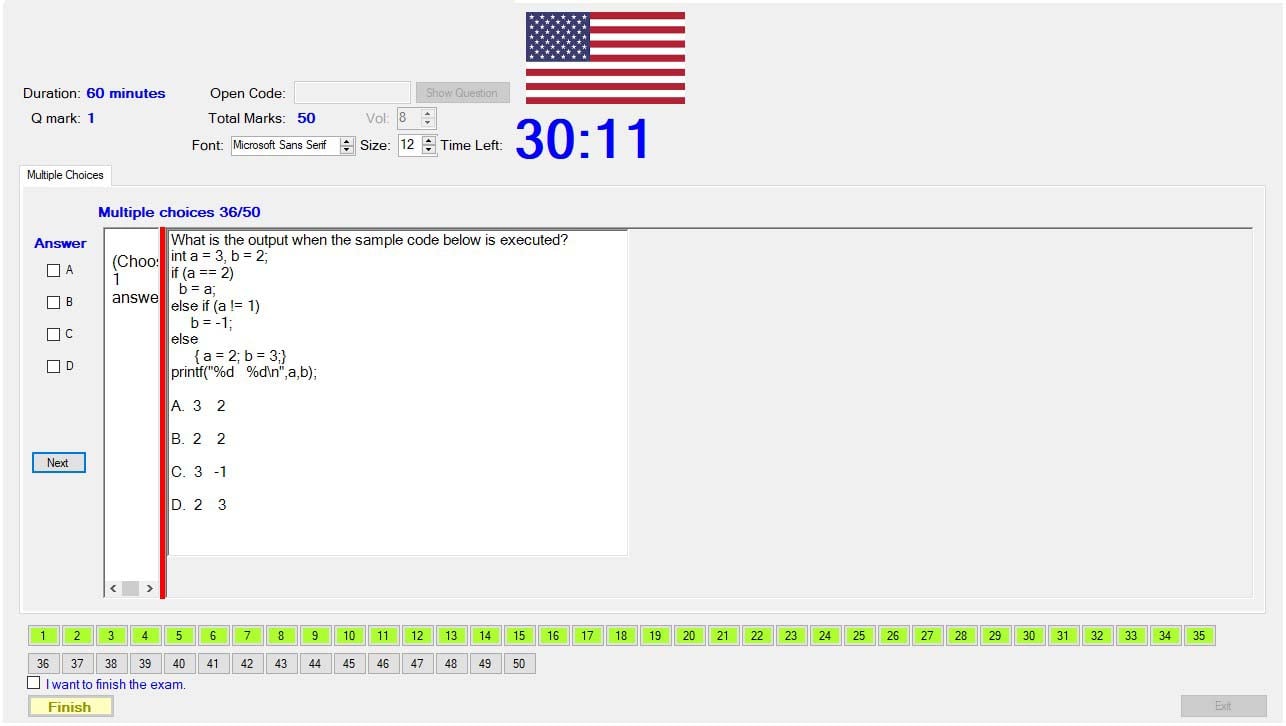 Duration: 60 minutes
Open Code:
Show Question
Q mark: 1
Total Marks: 50
Vol: 8
Font: Microsoft Sans Serif
Size: 12
Time Left: 30:11
Multiple Choices
Multiple choices 36/50
Answer
A
B
C
D
Next
(Choos
1
answe
What is the output when the sample code below is executed?
int a = 3, b = 2;
if (a == 2)
b = a;
else if (a != 1)
b = -1;
else
{ a = 2; b = 3;}
printf("%d   %d\n",a,b);
A.  3    2
B.  2    2
C.  3   -1
D.  2    3
1 2 3 4 5 6 7 8 9 10 11 12 13 14 15 16 17 18 19 20 21 22 23 24 25 26 27 28 29 30 31 32 33 34 35
36 37 38 39 40 41 42 43 44 45 46 47 48 49 50
I want to finish the exam.
Finish
Exit